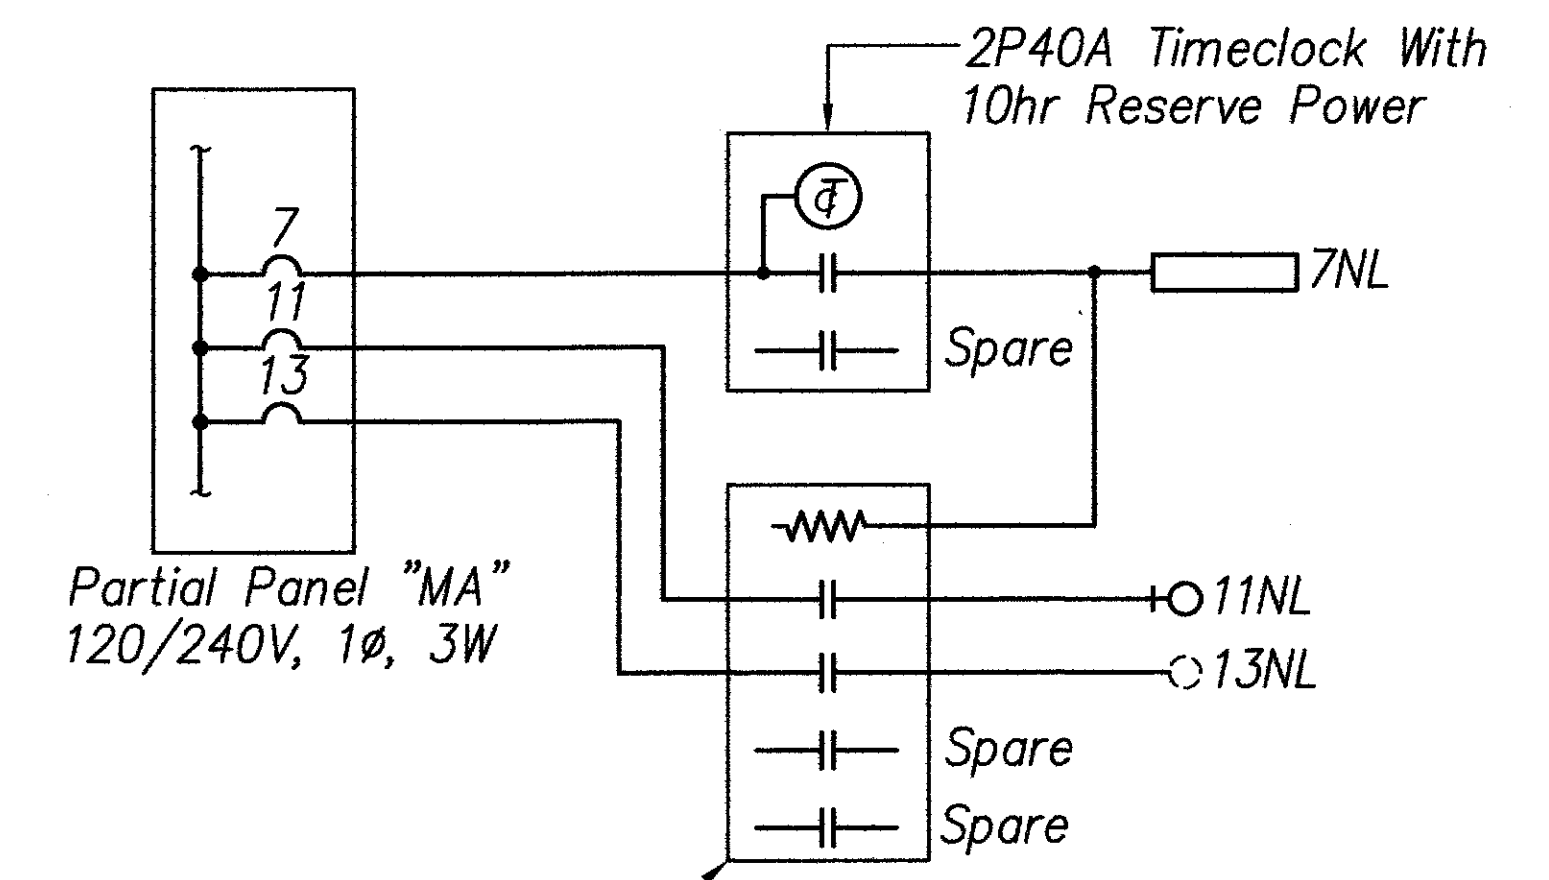 2P40A Timeclock With
10hr Reserve Power
7
11
13
7NL
Spare
Partial Panel "MA"
120/240V, 1ø, 3W
11NL
13NL
Spare
Spare